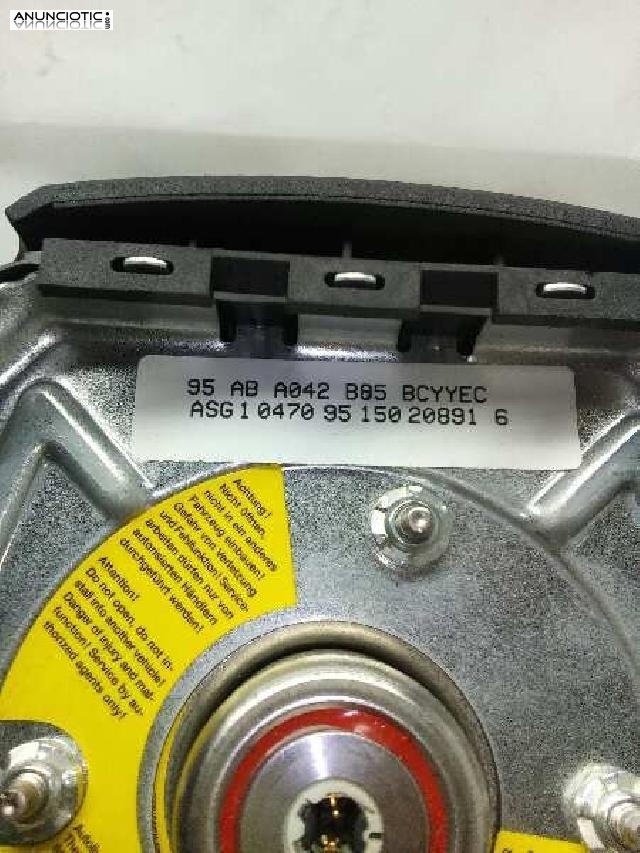 ANUNCIOTIC
95 AB A042 B85 BCYYEC
ASG1 0470 95 150 20891 6
Achtung!
Nicht öffnen,
nicht in ein anderes
Fahrzeug einbauen!
Gefahr von Verletzung
und Fehlfunktion! Service-
arbeiten dürfen nur von
autorisierten Händlern
durchgeführt werden!
Attention!
Do not open, do not in-
stall into another vehicle!
Danger of injury and mal-
function! Service by au-
thorized agents only!